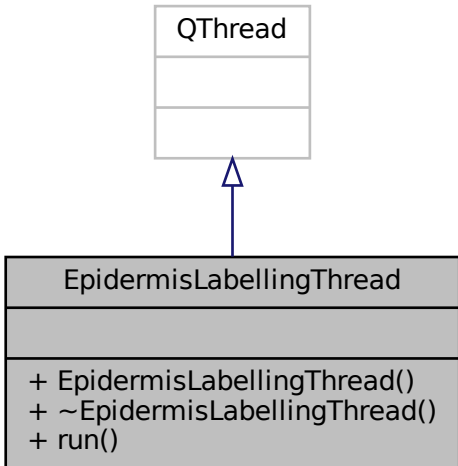 QThread
EpidermisLabellingThread
+ EpidermisLabellingThread()
+ ~EpidermisLabellingThread()
+ run()